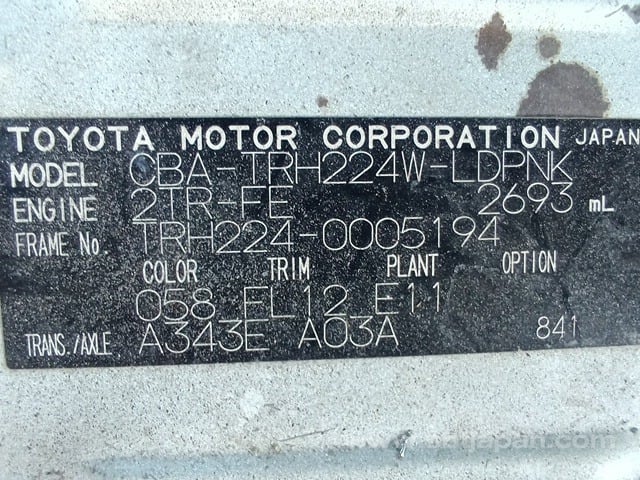 TOYOTA MOTOR CORPORATION JAPAN
MODEL CBA-TRH224W-LDPNK
ENGINE 2TR-FE 2693 mL
FRAME No. TRH224-0005194
COLOR TRIM PLANT OPTION
058 FL12 E11
TRANS./AXLE A343E A03A 841